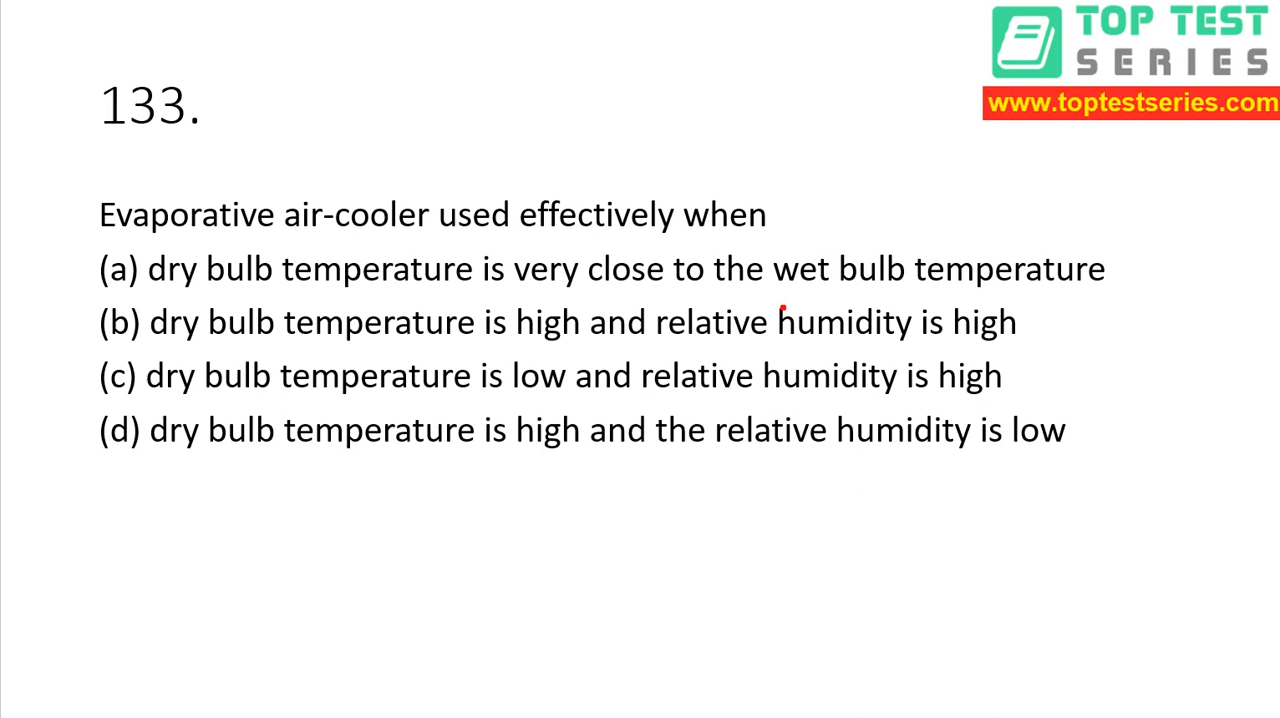 TOP TEST
SERIES
www.toptestseries.com
133.
Evaporative air-cooler used effectively when
(a) dry bulb temperature is very close to the wet bulb temperature
(b) dry bulb temperature is high and relative humidity is high
(c) dry bulb temperature is low and relative humidity is high
(d) dry bulb temperature is high and the relative humidity is low